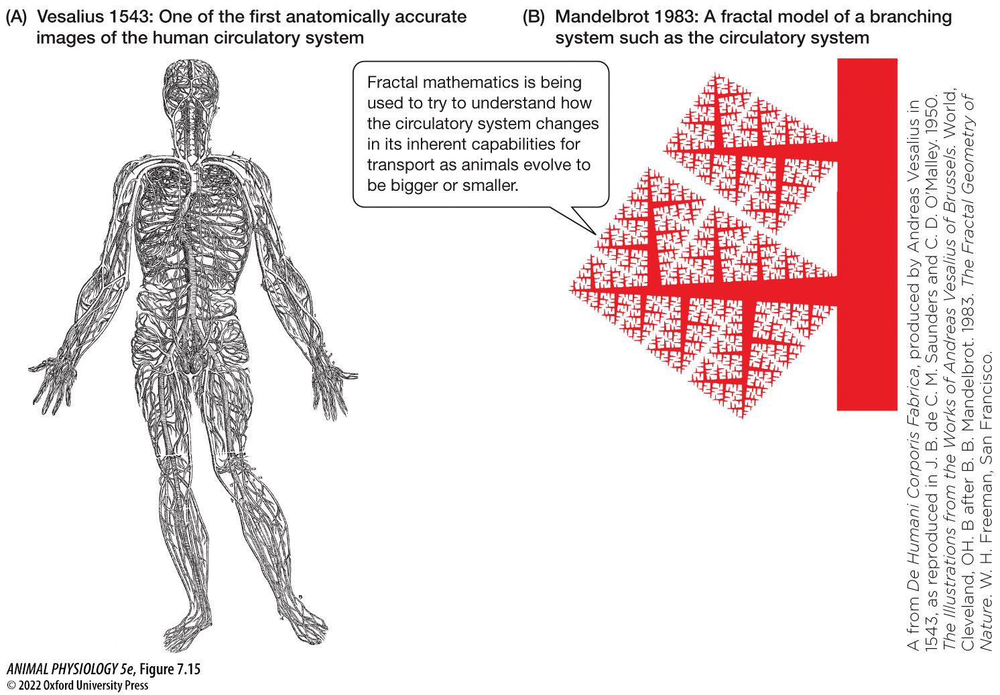 (A) Vesalius 1543: One of the first anatomically accurate
images of the human circulatory system
(B) Mandelbrot 1983: A fractal model of a branching
system such as the circulatory system
Fractal mathematics is being
used to try to understand how
the circulatory system changes
in its inherent capabilities for
transport as animals evolve to
be bigger or smaller.
A from De Humani Corporis Fabrica, produced by Andreas Vesalius in
1543, as reproduced in J. B. de C. M. Saunders and C. D. O'Malley. 1950.
The Illustrations from the Works of Andreas Vesalius of Brussels. World,
Cleveland, OH. B after B. B. Mandelbrot. 1983. The Fractal Geometry of
Nature. W. H. Freeman, San Francisco.
ANIMAL PHYSIOLOGY 5e, Figure 7.15
© 2022 Oxford University Press